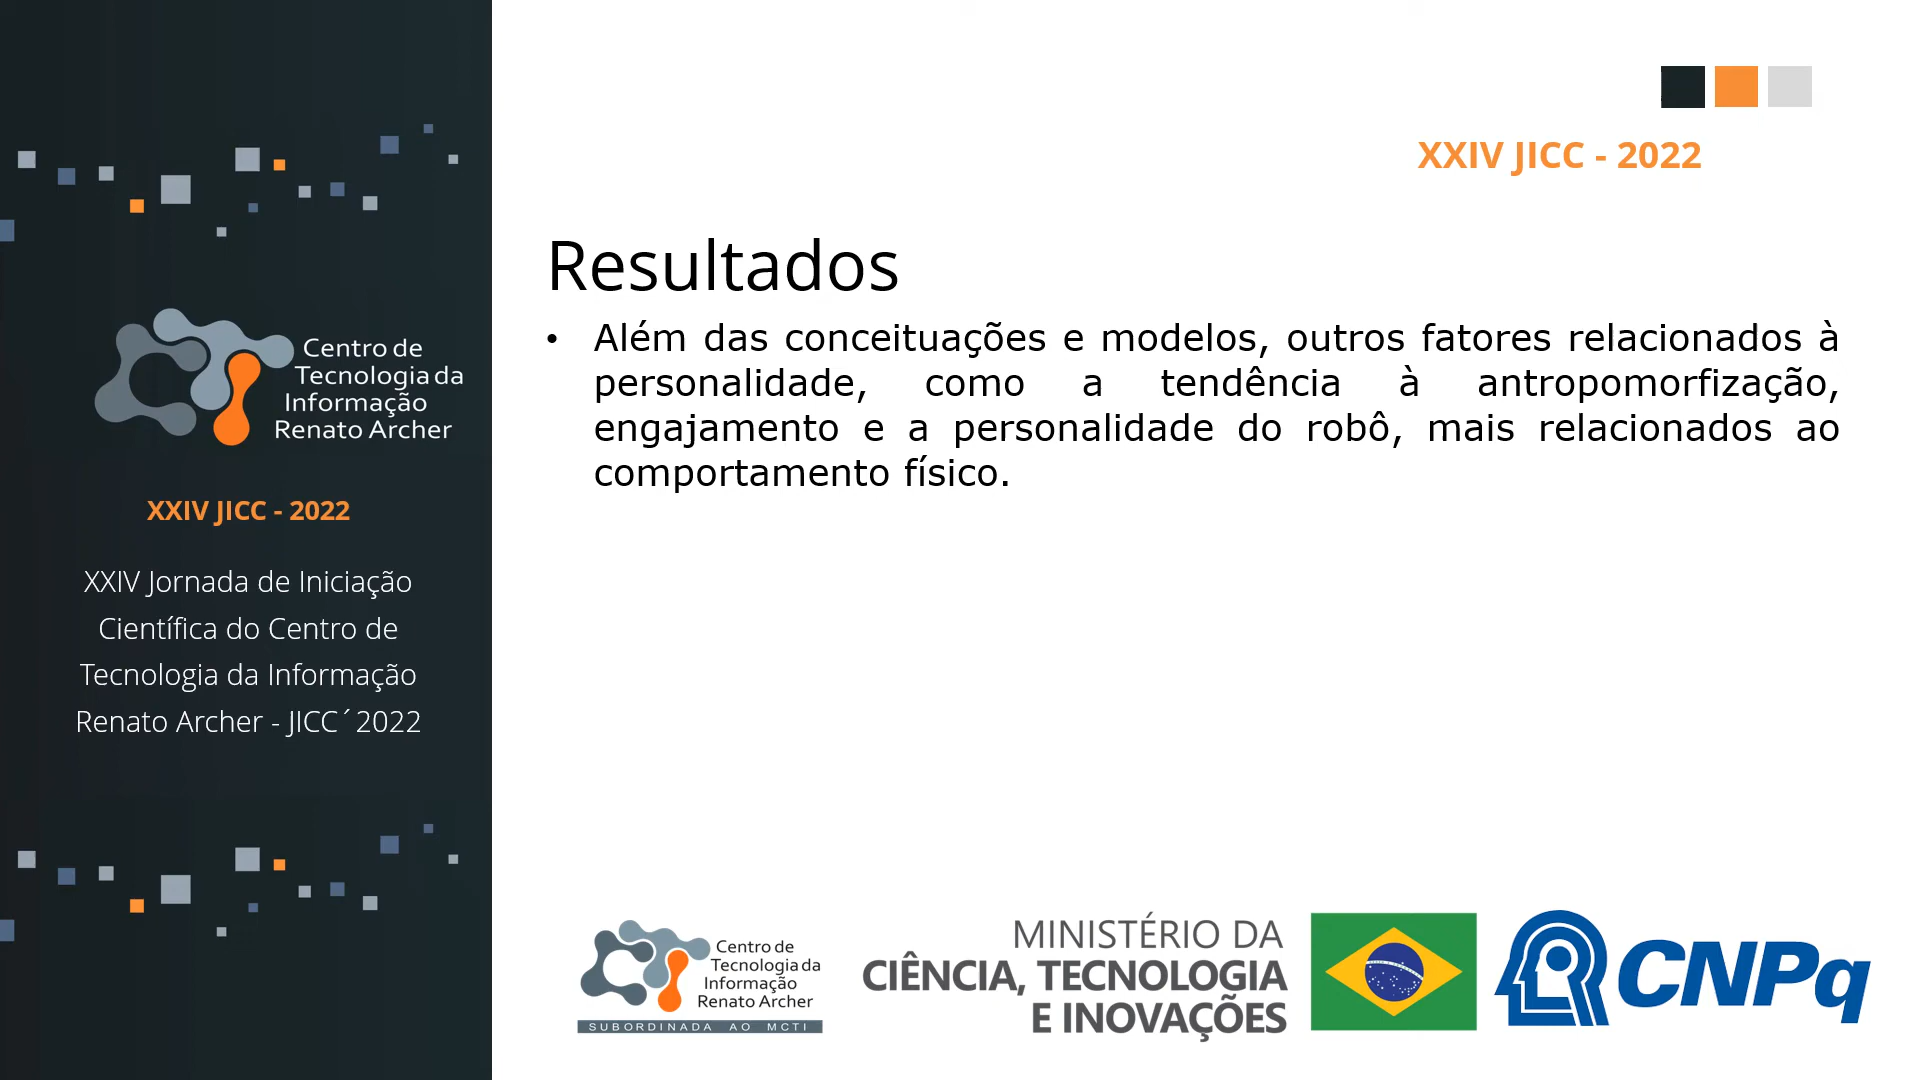 Centro de
Tecnologia da
Informação
Renato Archer
XXIV JICC - 2022
XXIV Jornada de Iniciação
Científica do Centro de
Tecnologia da Informação
Renato Archer - JICC´2022
XXIV JICC - 2022
Resultados
• Além das conceituações e modelos, outros fatores relacionados à
personalidade, como a tendência à antropomorfização,
engajamento e a personalidade do robô, mais relacionados ao
comportamento físico.
Centro de
Tecnologia da
Informação
Renato Archer
SUBORDINADA AO MCTI
MINISTÉRIO DA
CIÊNCIA, TECNOLOGIA
E INOVAÇÕES
CNPq